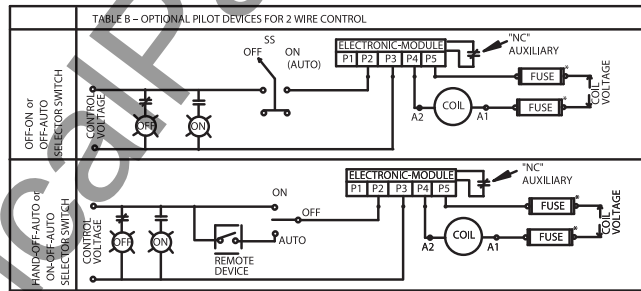 TABLE B – OPTIONAL PILOT DEVICES FOR 2 WIRE CONTROL
OFF-ON or
OFF-AUTO
SELECTOR SWITCH
CONTROL
VOLTAGE
OFF
ON
SS
OFF
ON
(AUTO)
ELECTRONIC-MODULE
P1 P2 P3 P4 P5
"NC"
AUXILIARY
FUSE*
FUSE*
A2
COIL
A1
COIL
VOLTAGE
HAND-OFF-AUTO or
ON-OFF-AUTO
SELECTOR SWITCH
CONTROL
VOLTAGE
OFF
ON
REMOTE
DEVICE
ON
OFF
AUTO
ELECTRONIC-MODULE
P1 P2 P3 P4 P5
"NC"
AUXILIARY
FUSE*
FUSE*
A2
COIL
A1
COIL
VOLTAGE